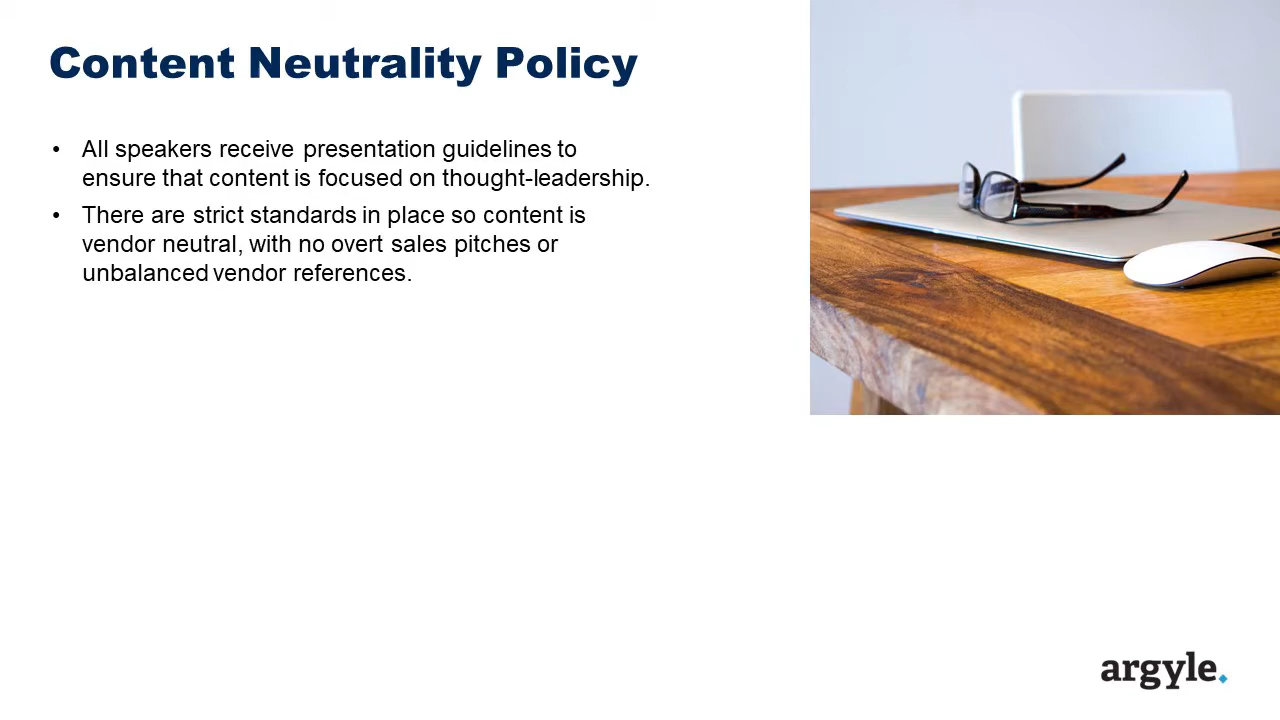 Content Neutrality Policy
• All speakers receive presentation guidelines to
ensure that content is focused on thought-leadership.
• There are strict standards in place so content is
vendor neutral, with no overt sales pitches or
unbalanced vendor references.
argyle.